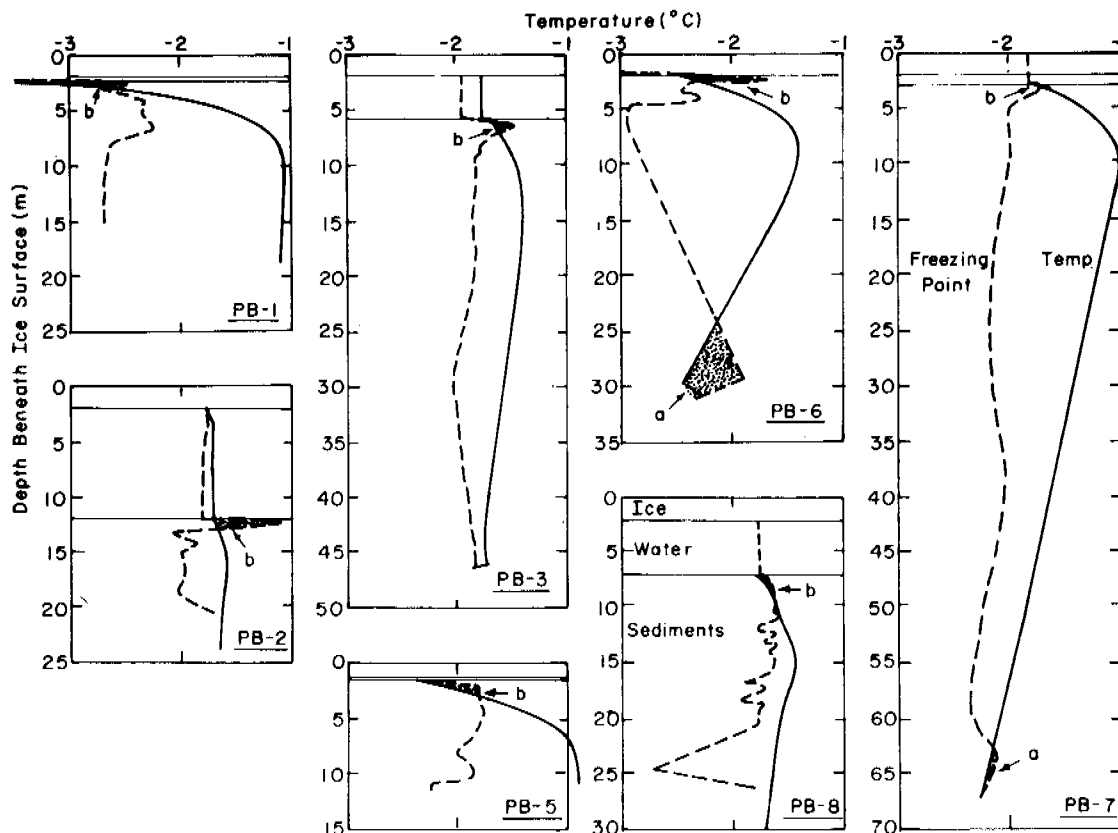 Temperature (°C)
-3 -2 -1
-3 -2 -1
-3 -2 -1
-3 -2 -1
Depth Beneath Ice Surface (m)
0
5
10
15
20
25
b
PB-1
0
5
10
15
20
25
b
PB-2
0
5
10
15
20
25
30
35
40
45
50
b
PB-3
0
5
10
15
b
PB-5
0
5
10
15
20
25
30
35
b
a
PB-6
0
5
10
15
20
25
30
Ice
Water
b
Sediments
PB-8
0
5
10
15
20
25
30
35
40
45
50
55
60
65
70
b
Freezing
Point
Temp
a
PB-7